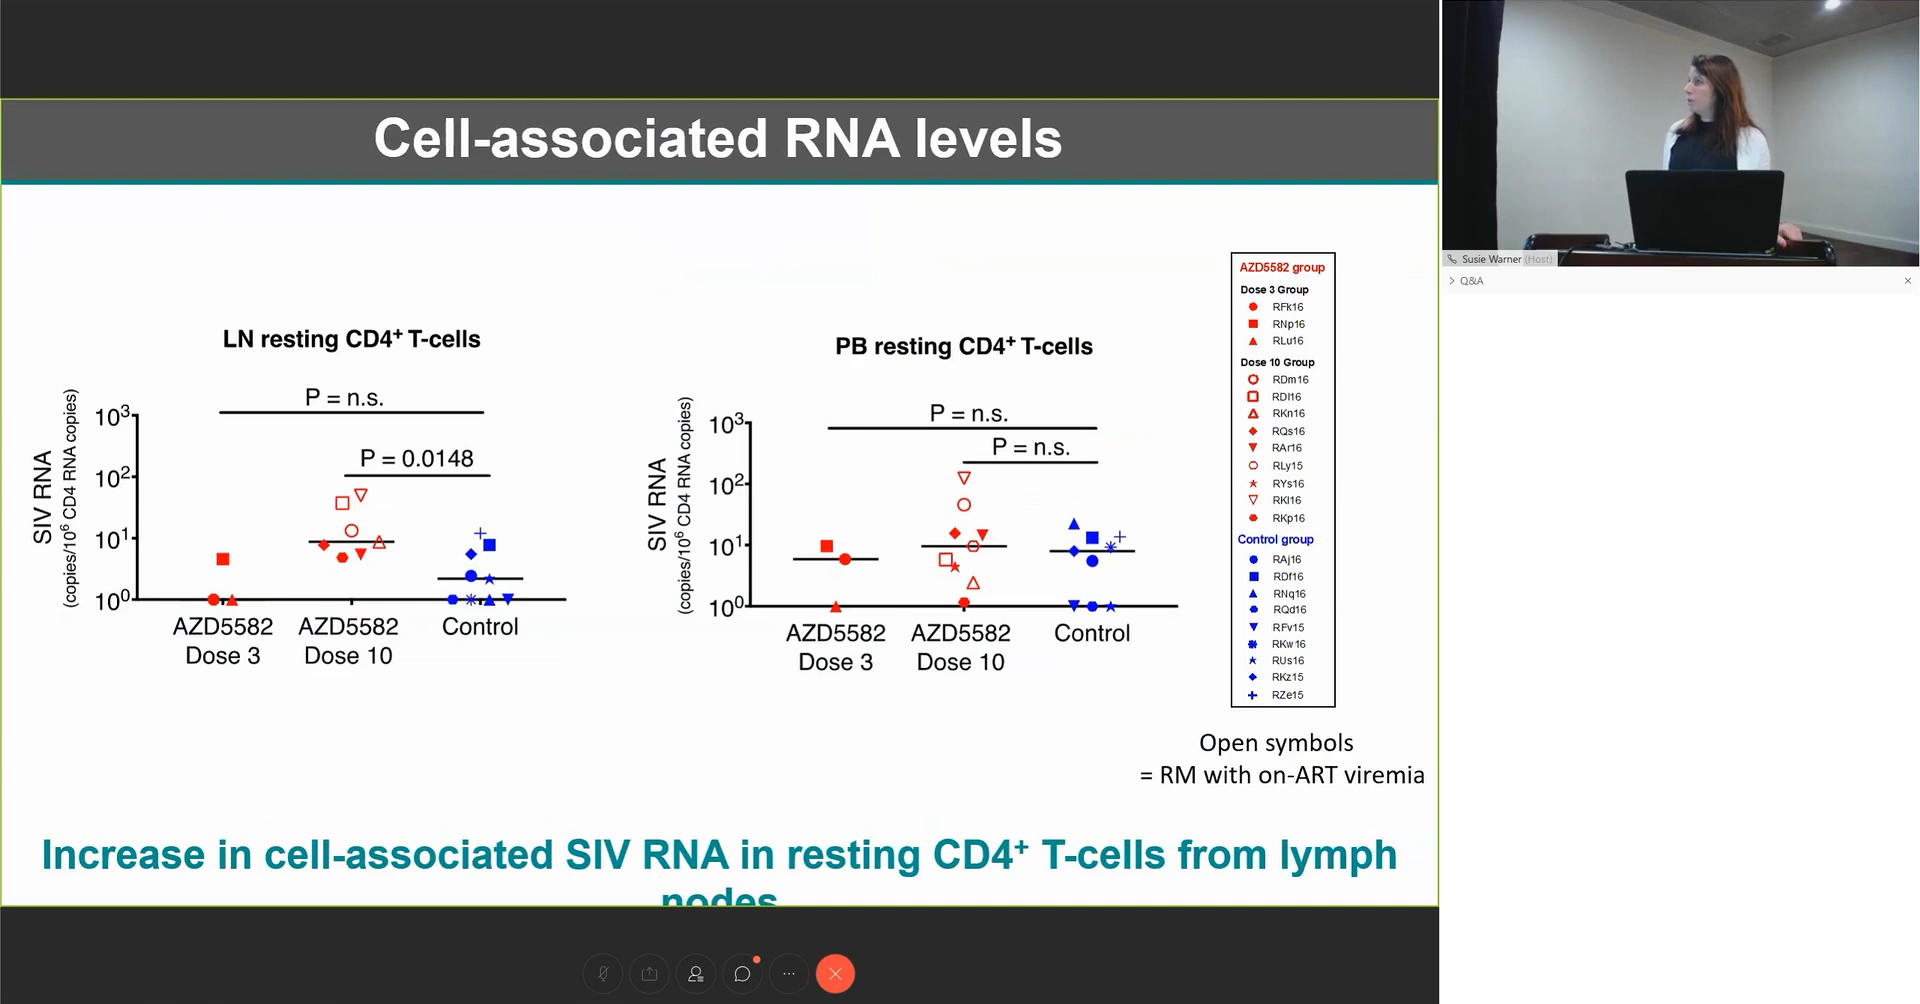 Cell-associated RNA levels
LN resting CD4⁺ T-cells
P = n.s.
P = 0.0148
10³
10²
10¹
10⁰
SIV RNA
(copies/10⁶ CD4 RNA copies)
AZD5582
Dose 3
AZD5582
Dose 10
Control
PB resting CD4⁺ T-cells
P = n.s.
P = n.s.
10³
10²
10¹
10⁰
SIV RNA
(copies/10⁶ CD4 RNA copies)
AZD5582
Dose 3
AZD5582
Dose 10
Control
AZD5582 group
Dose 3 Group
RFk16
RNp16
RLu16
Dose 10 Group
RDm16
RDl16
RKn16
RQs16
RAr16
RLy15
RYs16
RKl16
RKp16
Control group
RAj16
RDf16
RNq16
RQd16
RFv15
RKw16
RUs16
RKz15
RZe15
Open symbols
= RM with on-ART viremia
Increase in cell-associated SIV RNA in resting CD4⁺ T-cells from lymph
nodes
Susie Warner (Host)
Q&A